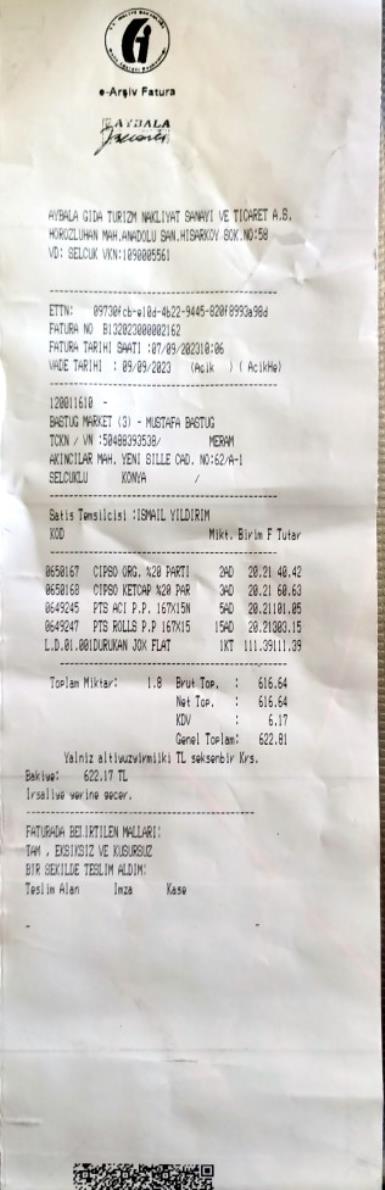 e-Arşiv Fatura
AYBALA
AYBALA GIDA TURIZM NAKLIYAT SANAYI VE TICARET A.S.
HOROZLUHAN MAH.ANADOLU SAN.HISARKOY SOK.NO:58
VD: SELCUK VKN:1090005561
ETTN: 09730fcb-e10d-4b22-9445-820f8993a98d
FATURA NO B132023000002162
FATURA TARIHI SAATI :07/09/202310:06
VADE TARIHI : 09/09/2023 (Acik ) ( AcikHe)
120011610 -
BASTUG MARKET (3) - MUSTAFA BASTUG
TCKN / VN :50488393538/ MERAM
AKINCILAR MAH. YENI SILLE CAD. NO:62/A-1
SELCUKLU KONYA /
Satis Temsilcisi :ISMAIL YILDIRIM
KOD Mikt. Birim F Tutar
0650167 CIPSO ORG. %20 PARTI 2AD 20.21 40.42
0650168 CIPSO KETCAP %20 PAR 3AD 20.21 60.63
0649245 PTS ACI P.P. 167X15N 5AD 20.21101.05
0649247 PTS ROLLS P.P 167X15 15AD 20.21303.15
L.D.01.001DURUKAN JOX FLAT 1KT 111.39111.39
Toplam Miktar: 1.8 Brut Top. : 616.64
Net Top. : 616.64
KDV : 6.17
Genel Toplam: 622.81
Yalniz altiyuzyirmiiki TL seksenbir Krs.
Bakiye: 622.17 TL
Irsaliye yerine gecer.
FATURADA BELIRTILEN MALLARI:
TAM , EKSIKSIZ VE KUSURSUZ
BIR SEKILDE TESLIM ALDIM:
Teslim Alan Imza Kase